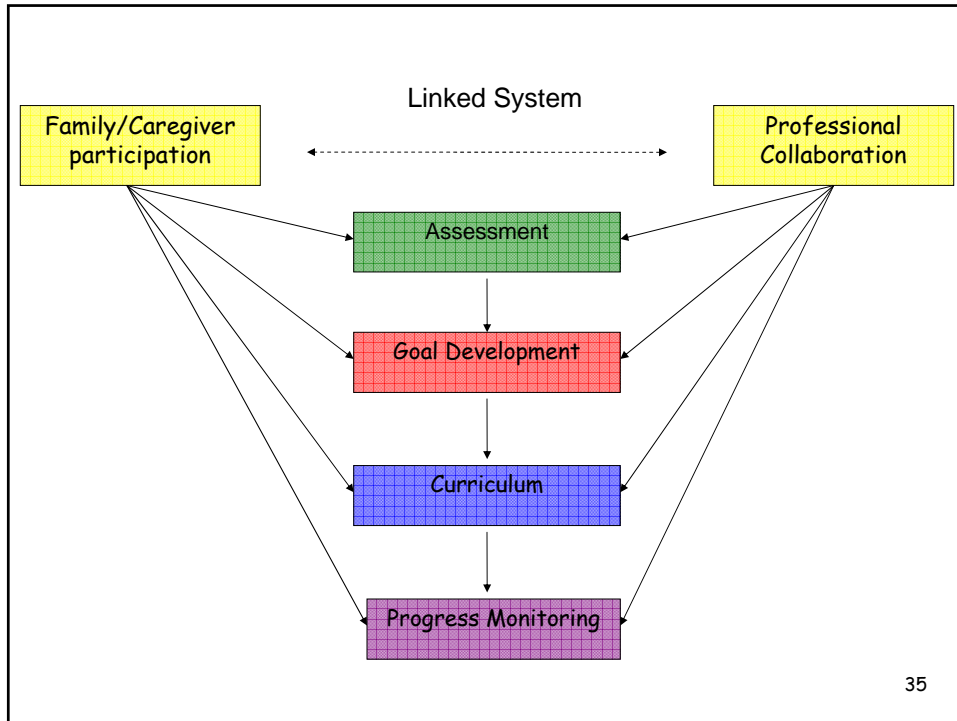 Linked System
Family/Caregiver
participation
Professional
Collaboration
Assessment
Goal Development
Curriculum
Progress Monitoring
35